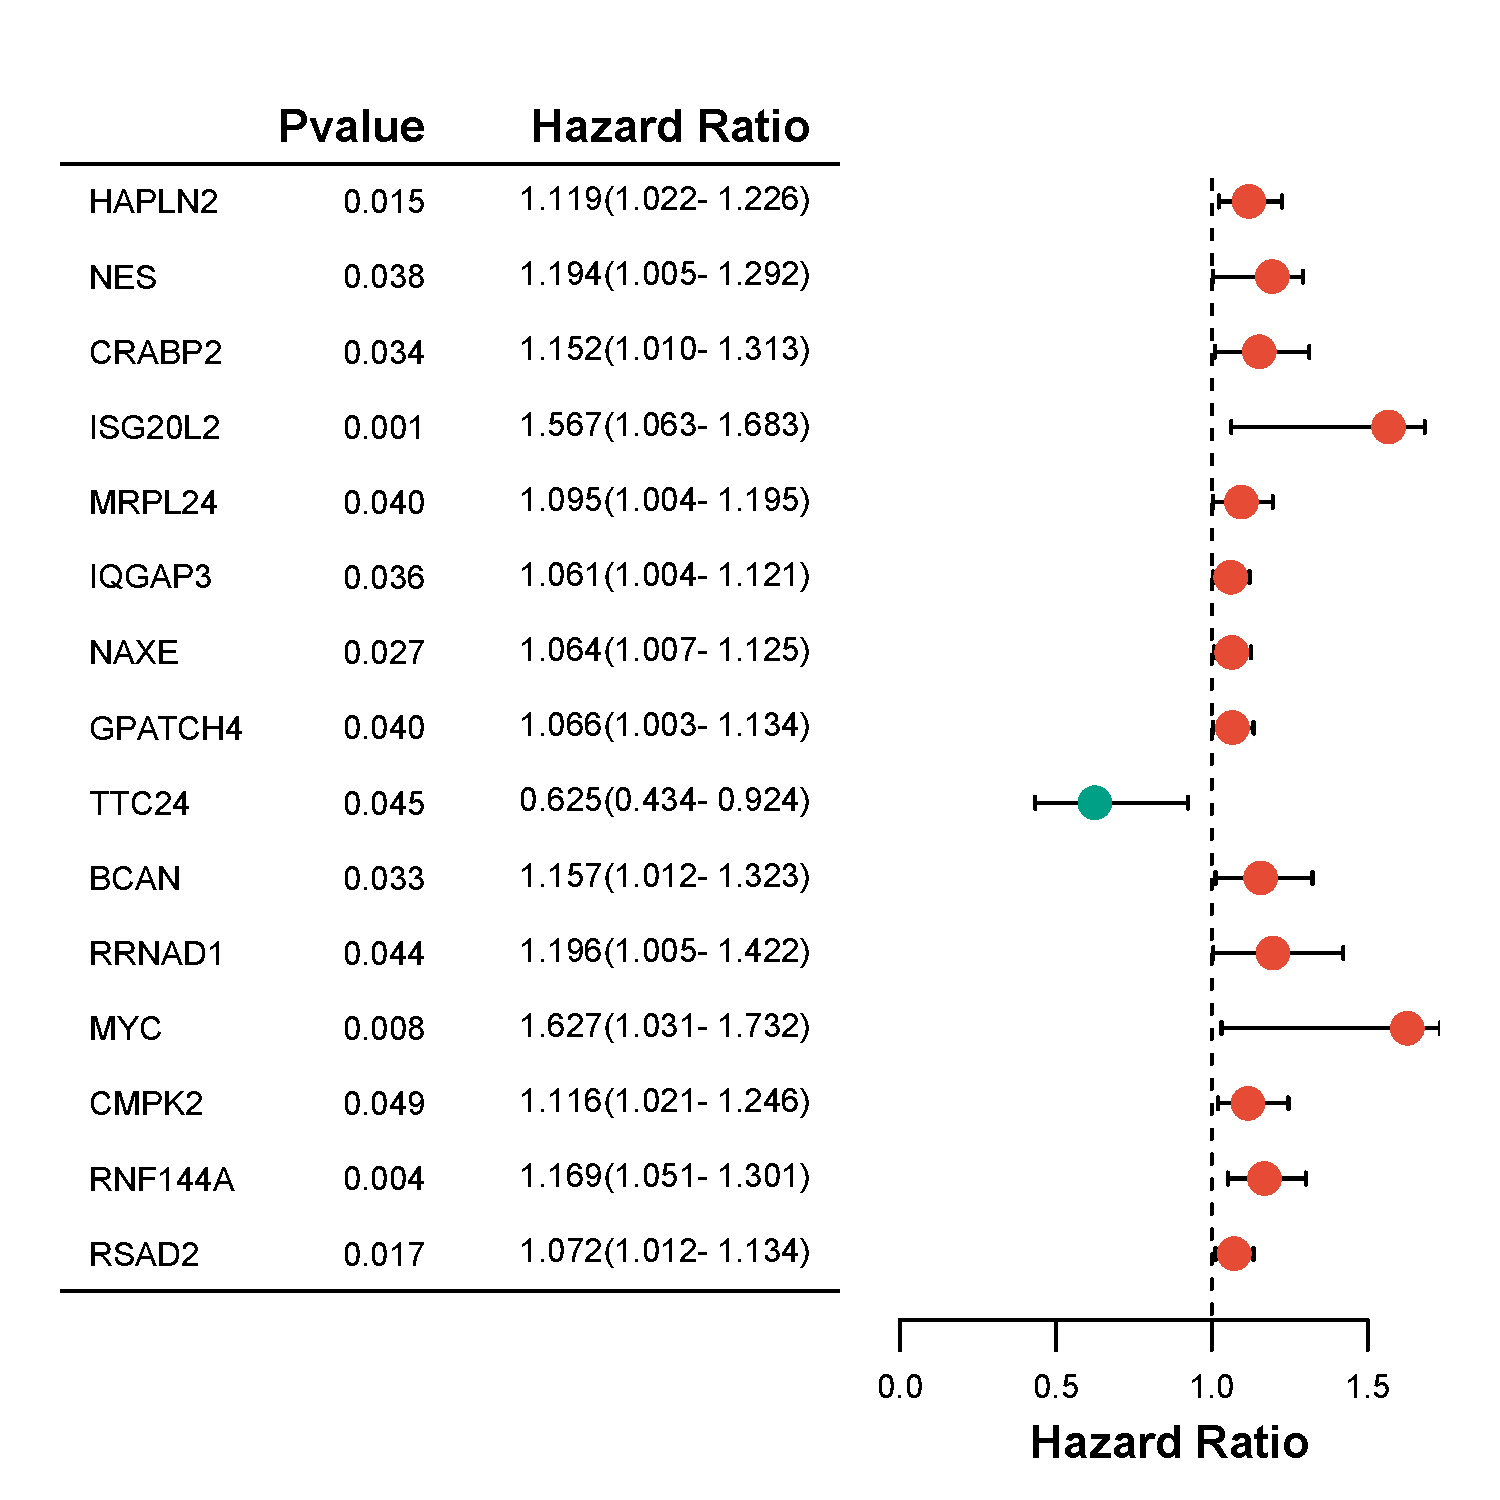 Pvalue Hazard Ratio
HAPLN2 0.015 1.119(1.022- 1.226)
NES 0.038 1.194(1.005- 1.292)
CRABP2 0.034 1.152(1.010- 1.313)
ISG20L2 0.001 1.567(1.063- 1.683)
MRPL24 0.040 1.095(1.004- 1.195)
IQGAP3 0.036 1.061(1.004- 1.121)
NAXE 0.027 1.064(1.007- 1.125)
GPATCH4 0.040 1.066(1.003- 1.134)
TTC24 0.045 0.625(0.434- 0.924)
BCAN 0.033 1.157(1.012- 1.323)
RRNAD1 0.044 1.196(1.005- 1.422)
MYC 0.008 1.627(1.031- 1.732)
CMPK2 0.049 1.116(1.021- 1.246)
RNF144A 0.004 1.169(1.051- 1.301)
RSAD2 0.017 1.072(1.012- 1.134)
0.0 0.5 1.0 1.5
Hazard Ratio